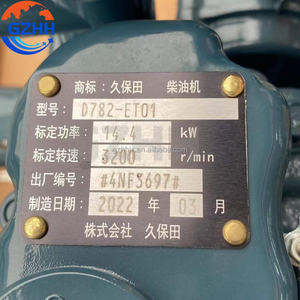 GZHH
商标：久保田 柴油机
型号： D782-ET01
标定功率： 14.4 kW
标定转速： 3200 r/min
出厂编号： #4NF3697#
制造日期： 2022 年 03 月
株式会社 久保田